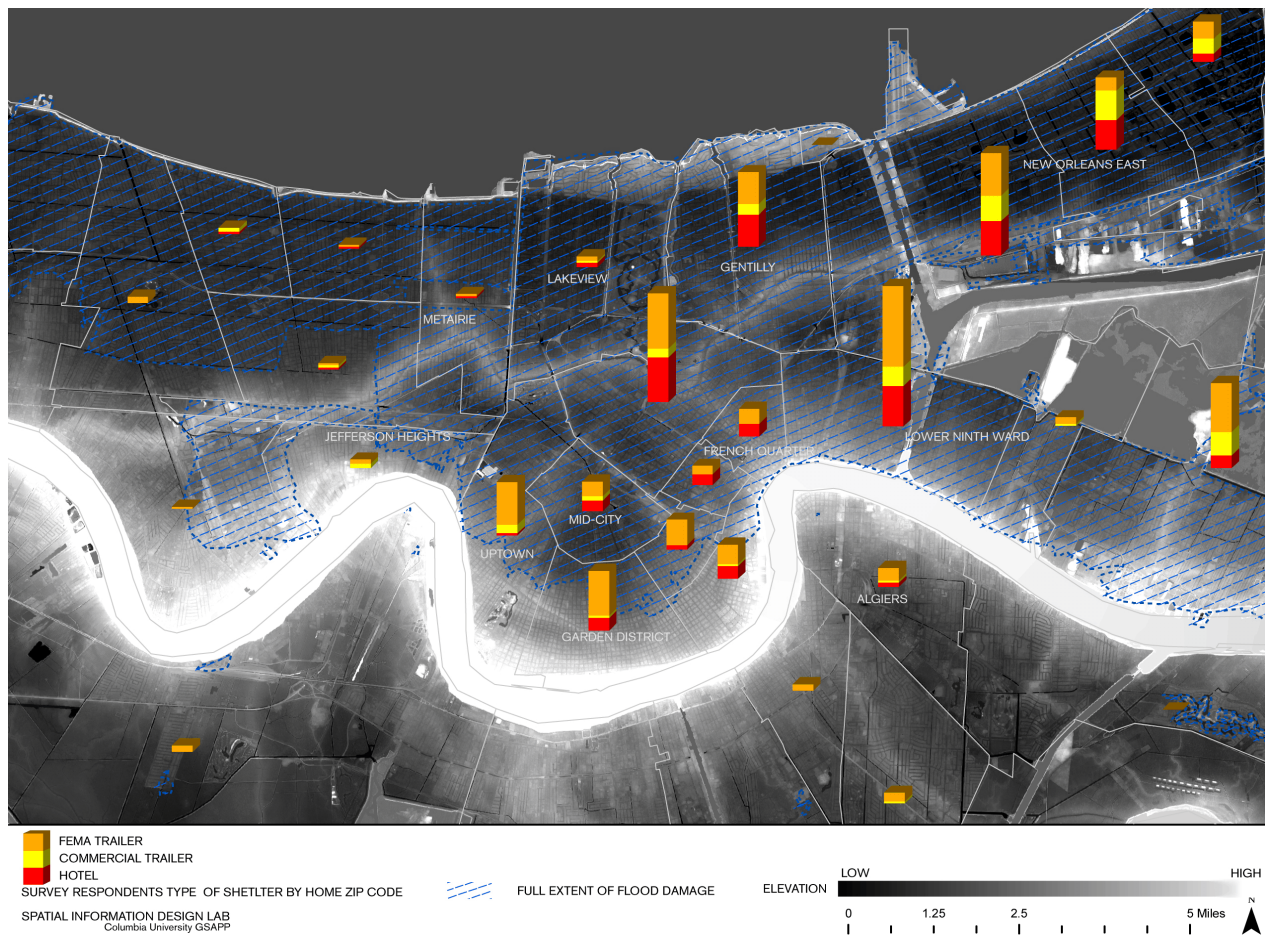 NEW ORLEANS EAST
GENTILLY
LAKEVIEW
METAIRIE
JEFFERSON HEIGHTS
LOWER NINTH WARD
FRENCH QUARTER
MID-CITY
UPTOWN
ALGIERS
GARDEN DISTRICT
FEMA TRAILER
COMMERCIAL TRAILER
HOTEL
SURVEY RESPONDENTS TYPE OF SHETLTER BY HOME ZIP CODE
SPATIAL INFORMATION DESIGN LAB
Columbia University GSAPP
FULL EXTENT OF FLOOD DAMAGE
ELEVATION
LOW HIGH
0 1.25 2.5 5 Miles
N